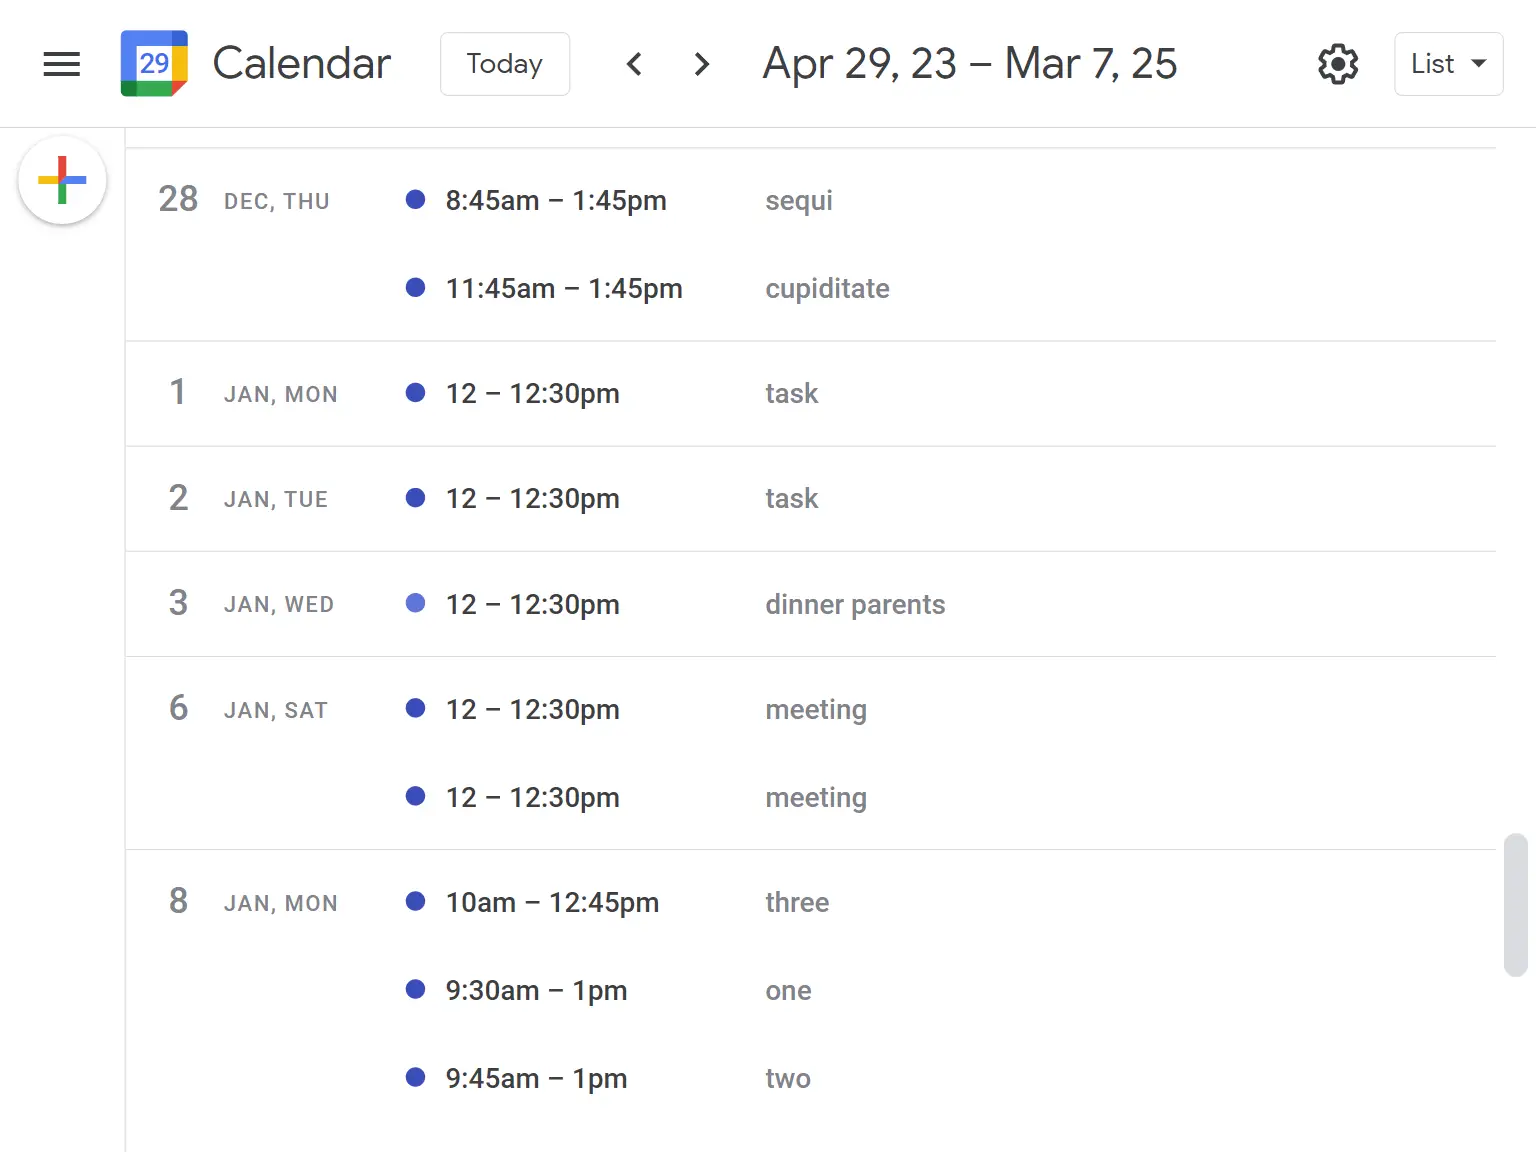 29 Calendar Today Apr 29, 23 – Mar 7, 25 List
28 DEC, THU 8:45am – 1:45pm sequi
11:45am – 1:45pm cupiditate
1 JAN, MON 12 – 12:30pm task
2 JAN, TUE 12 – 12:30pm task
3 JAN, WED 12 – 12:30pm dinner parents
6 JAN, SAT 12 – 12:30pm meeting
12 – 12:30pm meeting
8 JAN, MON 10am – 12:45pm three
9:30am – 1pm one
9:45am – 1pm two